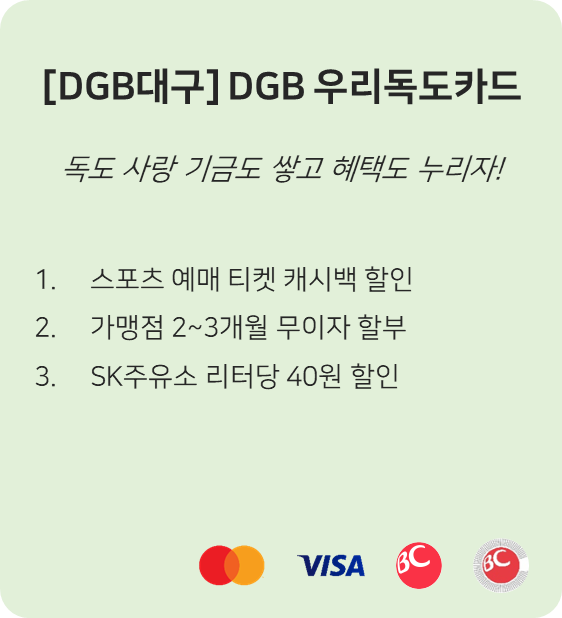 [DGB대구] DGB 우리독도카드
독도 사랑 기금도 쌓고 혜택도 누리자!
1. 스포츠 예매 티켓 캐시백 할인
2. 가맹점 2~3개월 무이자 할부
3. SK주유소 리터당 40원 할인
VISA BC BC